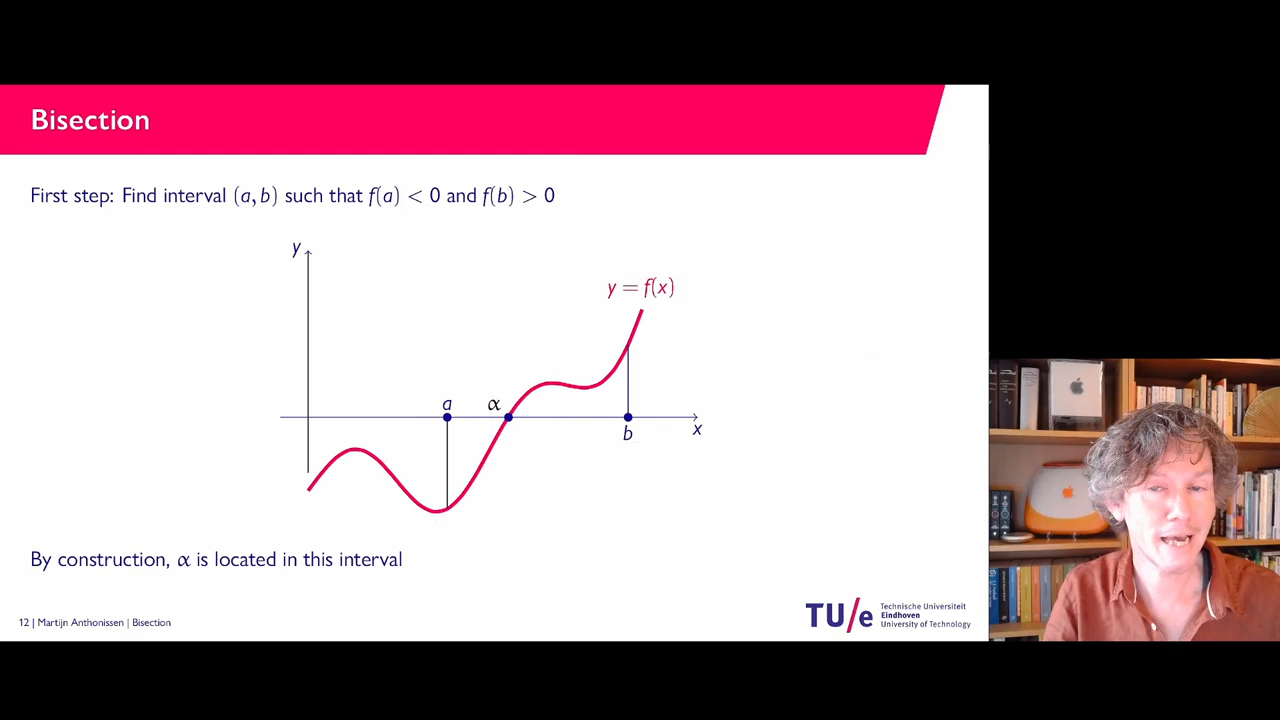 Bisection
First step: Find interval (a, b) such that f(a) < 0 and f(b) > 0
y
y = f(x)
a
α
b
x
By construction, α is located in this interval
12 | Martijn Anthonissen | Bisection
TU/e
Technische Universiteit
Eindhoven
University of Technology